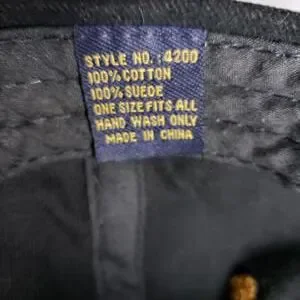 STYLE NO.:4200
100% COTTON
100% SUEDE
ONE SIZE FITS ALL
HAND WASH ONLY
MADE IN CHINA